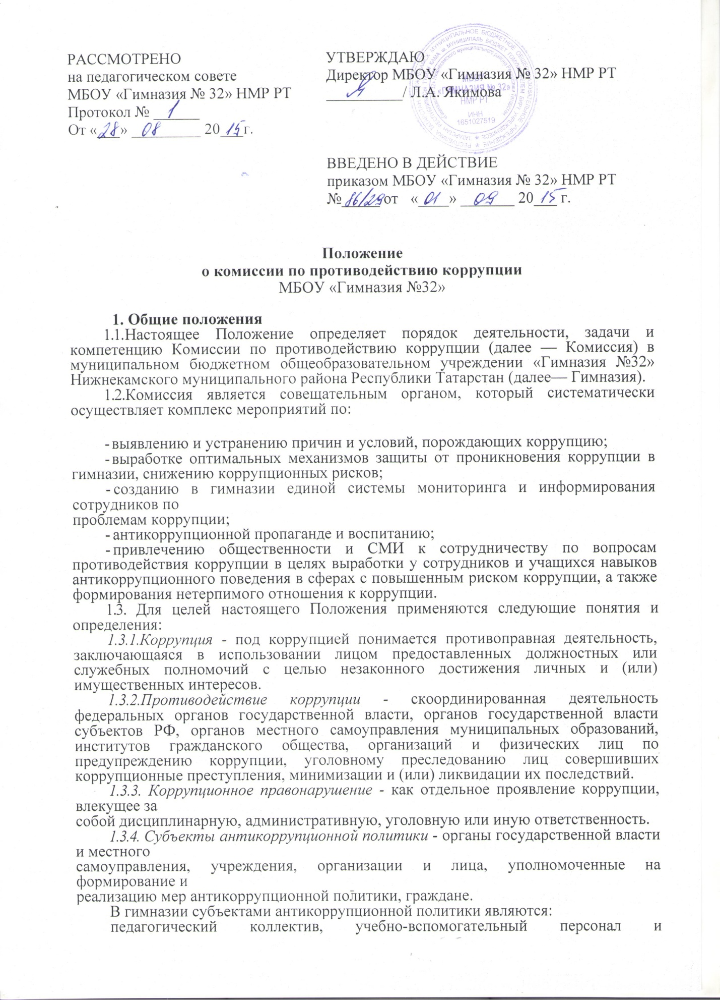 РАССМОТРЕНО
на педагогическом совете
МБОУ «Гимназия № 32» НМР РТ
Протокол № 1
От «28» 08 2015г.
УТВЕРЖДАЮ
Директор МБОУ «Гимназия № 32» НМР РТ
/ Л.А. Якимова
МБОУ
«ГИМНАЗИЯ № 32»
НМР РТ
ИНН
1651027519
ВВЕДЕНО В ДЕЙСТВИЕ
приказом МБОУ «Гимназия № 32» НМР РТ
№86/29 от «01» 09 2015 г.
Положение
о комиссии по противодействию коррупции
МБОУ «Гимназия №32»
1. Общие положения
1.1.Настоящее Положение определяет порядок деятельности, задачи и
компетенцию Комиссии по противодействию коррупции (далее — Комиссия) в
муниципальном бюджетном общеобразовательном учреждении «Гимназия №32»
Нижнекамского муниципального района Республики Татарстан (далее— Гимназия).
1.2.Комиссия является совещательным органом, который систематически
осуществляет комплекс мероприятий по:
-выявлению и устранению причин и условий, порождающих коррупцию;
-выработке оптимальных механизмов защиты от проникновения коррупции в
гимназии, снижению коррупционных рисков;
-созданию в гимназии единой системы мониторинга и информирования
сотрудников по
проблемам коррупции;
-антикоррупционной пропаганде и воспитанию;
-привлечению общественности и СМИ к сотрудничеству по вопросам
противодействия коррупции в целях выработки у сотрудников и учащихся навыков
антикоррупционного поведения в сферах с повышенным риском коррупции, а также
формирования нетерпимого отношения к коррупции.
1.3. Для целей настоящего Положения применяются следующие понятия и
определения:
1.3.1.Коррупция - под коррупцией понимается противоправная деятельность,
заключающаяся в использовании лицом предоставленных должностных или
служебных полномочий с целью незаконного достижения личных и (или)
имущественных интересов.
1.3.2.Противодействие коррупции - скоординированная деятельность
федеральных органов государственной власти, органов государственной власти
субъектов РФ, органов местного самоуправления муниципальных образований,
институтов гражданского общества, организаций и физических лиц по
предупреждению коррупции, уголовному преследованию лиц совершивших
коррупционные преступления, минимизации и (или) ликвидации их последствий.
1.3.3. Коррупционное правонарушение - как отдельное проявление коррупции,
влекущее за
собой дисциплинарную, административную, уголовную или иную ответственность.
1.3.4. Субъекты антикоррупционной политики - органы государственной власти
и местного
самоуправления, учреждения, организации и лица, уполномоченные на
формирование и
реализацию мер антикоррупционной политики, граждане.
В гимназии субъектами антикоррупционной политики являются:
педагогический коллектив, учебно-вспомогательный персонал и